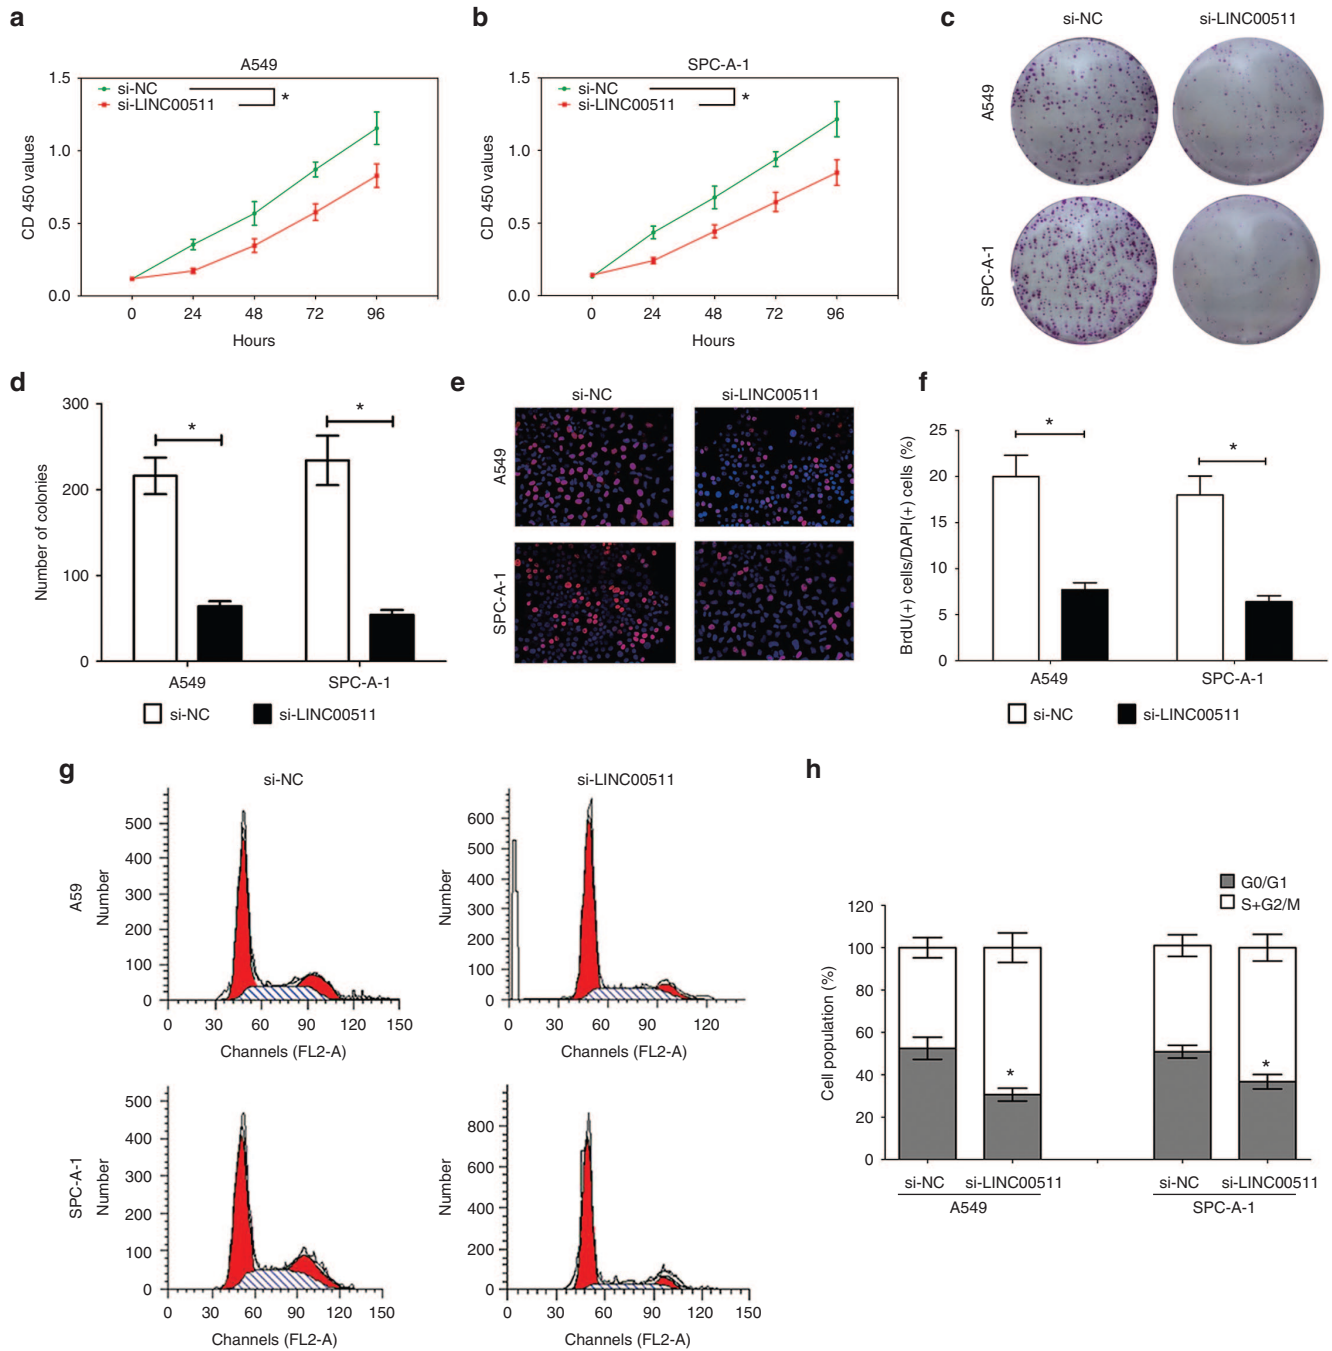 a
A549
si-NC
si-LINC00511
*
CD 450 values
1.5
1.0
0.5
0.0
0 24 48 72 96
Hours
b
SPC-A-1
si-NC
si-LINC00511
*
CD 450 values
1.5
1.0
0.5
0.0
0 24 48 72 96
Hours
c
si-NC si-LINC00511
A549
SPC-A-1
d
Number of colonies
300
200
100
0
* *
A549 SPC-A-1
si-NC si-LINC00511
e
si-NC si-LINC00511
A549
SPC-A-1
f
BrdU(+) cells/DAPI(+) cells (%)
25
20
15
10
5
0
* *
A549 SPC-A-1
si-NC si-LINC00511
g
si-NC si-LINC00511
A59
Number
500
400
300
200
100
0
0 30 60 90 120 150
Channels (FL2-A)
Number
600
500
400
300
200
100
0
0 30 60 90 120
Channels (FL2-A)
SPC-A-1
Number
500
400
300
200
100
0
0 30 60 90 120 150
Channels (FL2-A)
Number
800
600
400
200
0
0 30 60 90 120 150
Channels (FL2-A)
h
G0/G1
S+G2/M
Cell population (%)
120
100
80
60
40
20
0
* *
si-NC si-LINC00511 si-NC si-LINC00511
A549 SPC-A-1